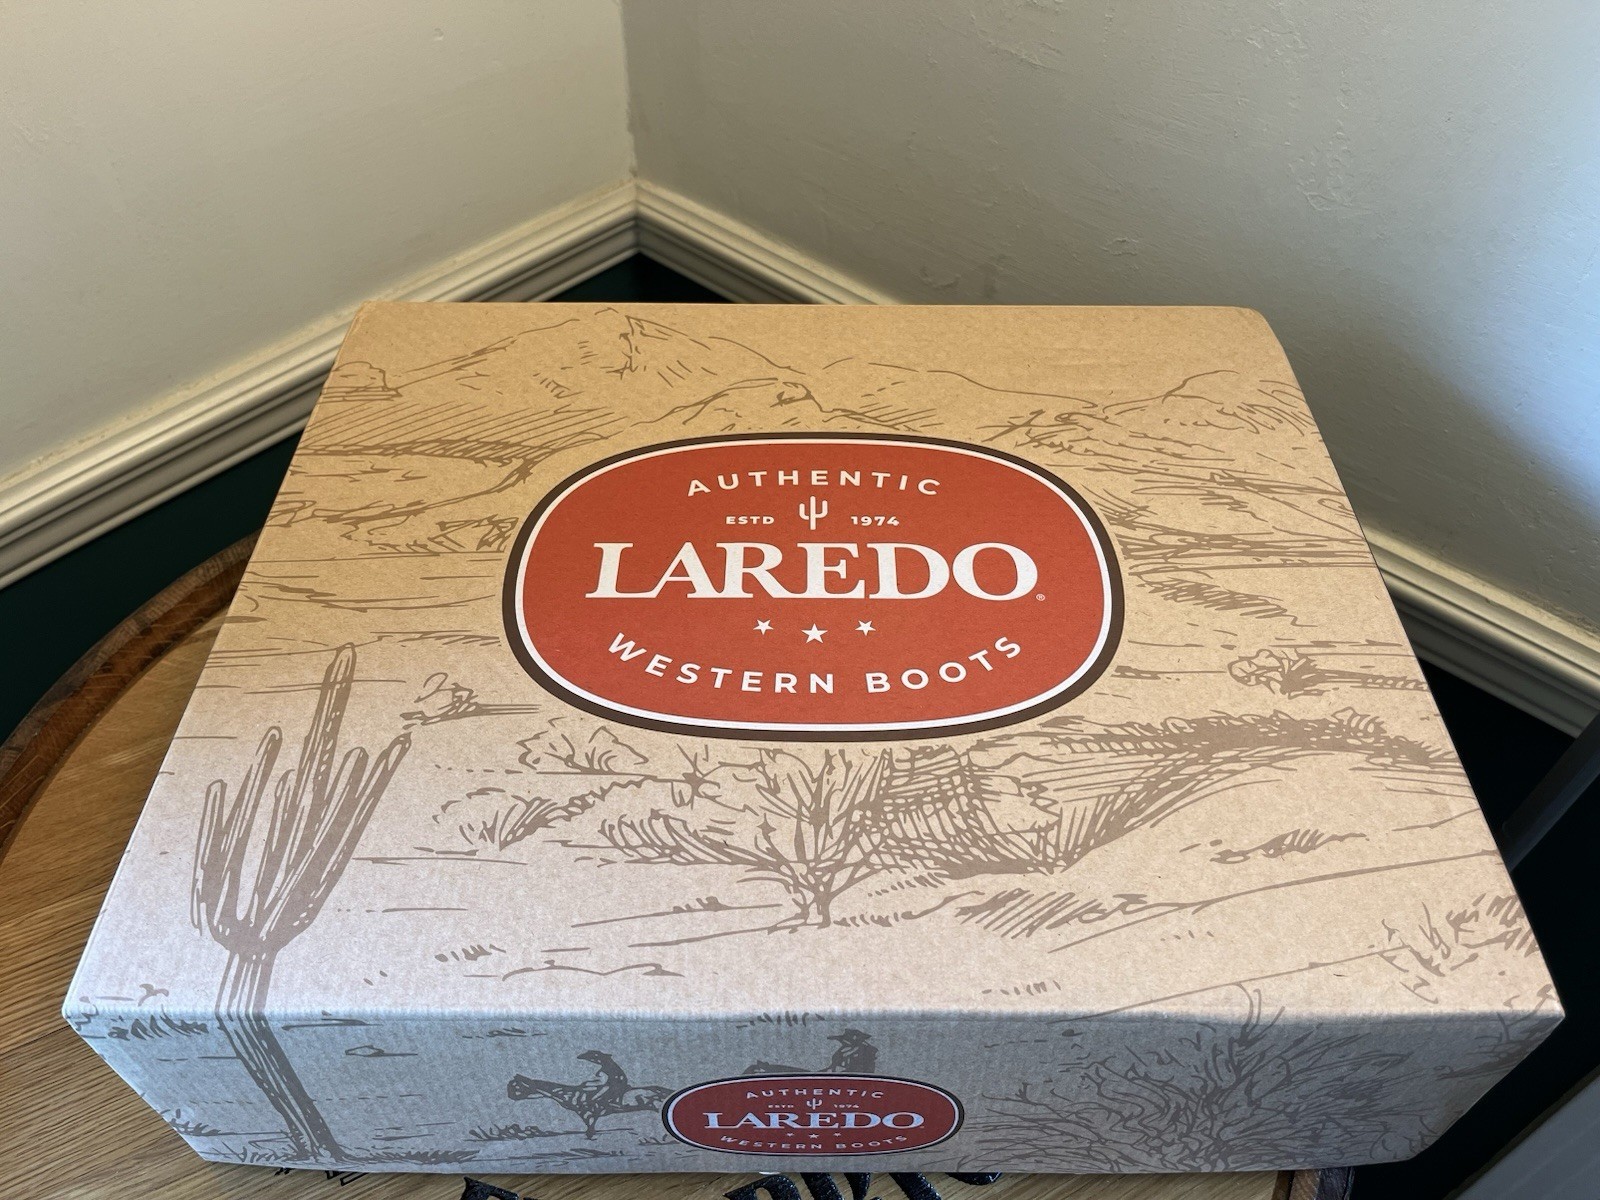 AUTHENTIC
ESTD 1974
LAREDO®
WESTERN BOOTS
AUTHENTIC
ESTD 1974
LAREDO
WESTERN BOOTS